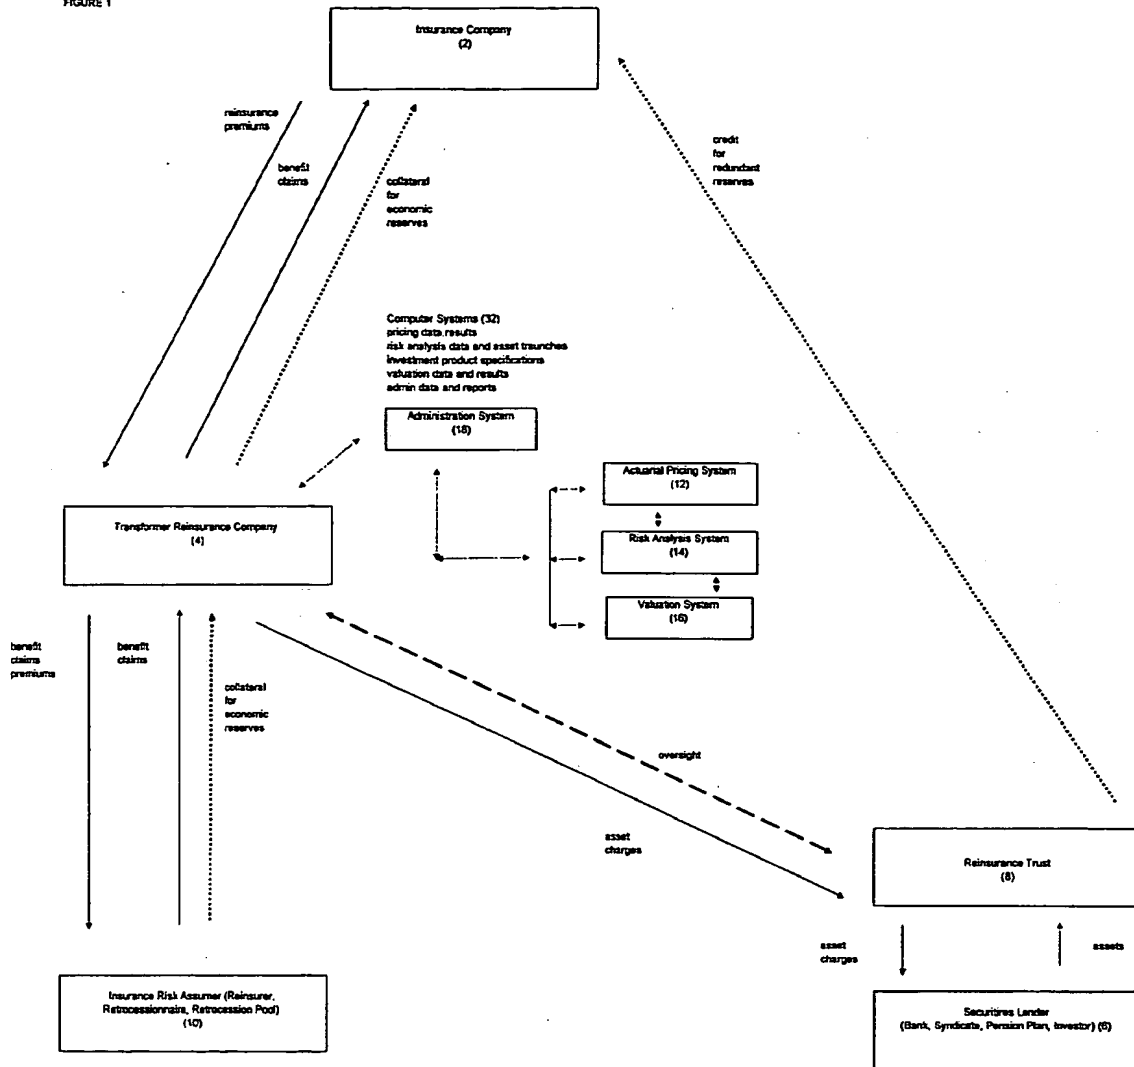 FIGURE 1
Insurance Company
(2)
reinsurance
premiums
benefit
claims
collateral
for
economic
reserves
credit
for
redundant
reserves
Computer Systems (32)
pricing data results
risk analysis data and asset traunches
investment product specifications
valuation data and results
admin data and reports
Administration System
(18)
Actuarial Pricing System
(12)
Transformer Reinsurance Company
(4)
Risk Analysis System
(14)
Valuation System
(16)
benefit
claims
premiums
benefit
claims
collateral
for
economic
reserves
oversight
asset
charges
Reinsurance Trust
(8)
asset
charges
assets
Insurance Risk Assumer (Reinsurer,
Retrocessionnaire, Retrocession Pool)
(10)
Securitires Lender
(Bank, Syndicate, Pension Plan, Investor) (6)